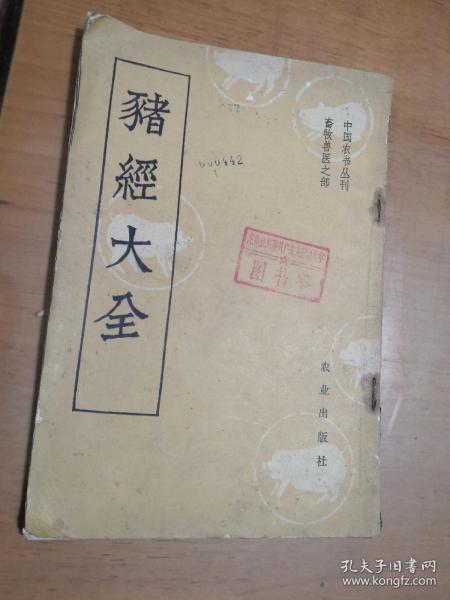 豬經大全
中国农书丛刊
畜牧兽医之部
000442
图书
农业出版社
孔夫子旧书网
www.kongfz.com